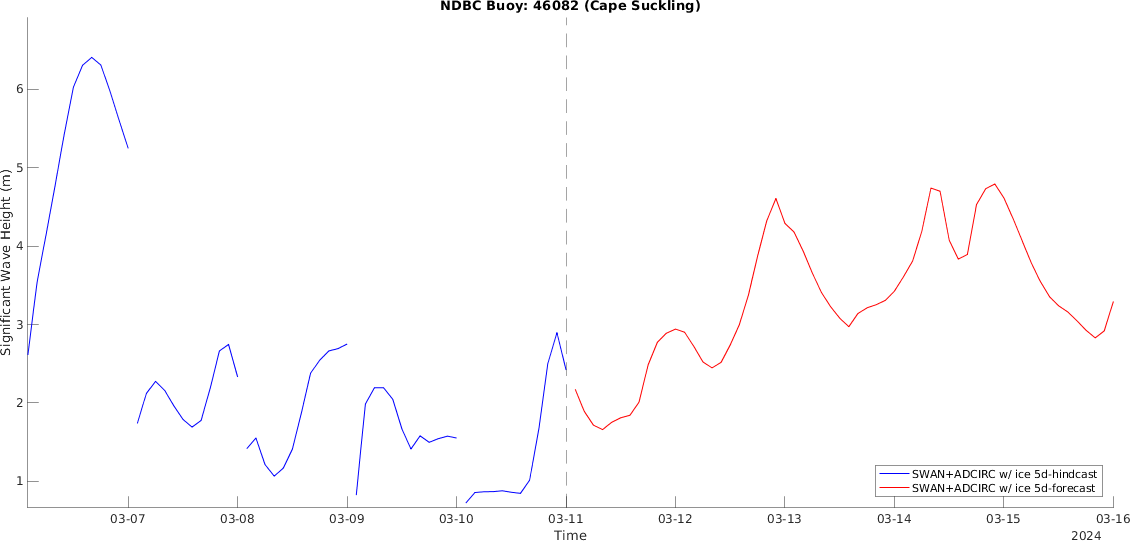 NDBC Buoy: 46082 (Cape Suckling)
Significant Wave Height (m)
6
5
4
3
2
1
SWAN+ADCIRC w/ ice 5d-hindcast
SWAN+ADCIRC w/ ice 5d-forecast
03-07 03-08 03-09 03-10 03-11 03-12 03-13 03-14 03-15 03-16
Time
2024